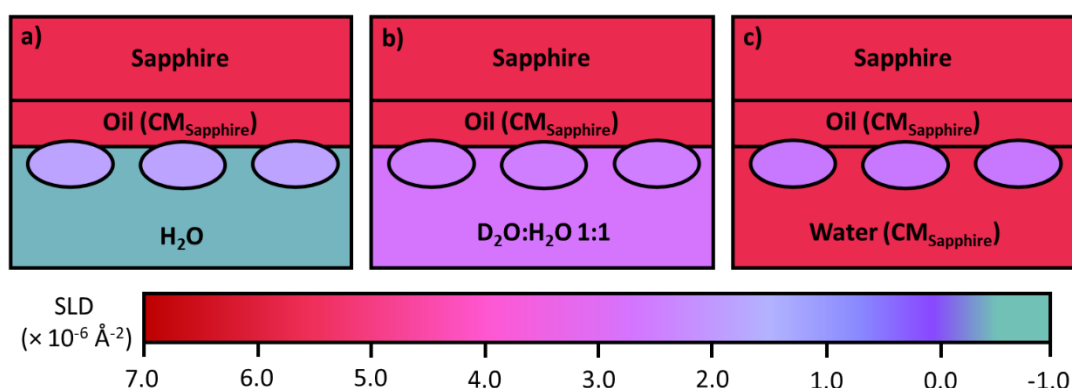 a)
Sapphire
Oil (CMSapphire)
H2O
b)
Sapphire
Oil (CMSapphire)
D2O:H2O 1:1
c)
Sapphire
Oil (CMSapphire)
Water (CMSapphire)
SLD
(× 10-6 Å-2)
7.0 6.0 5.0 4.0 3.0 2.0 1.0 0.0 -1.0